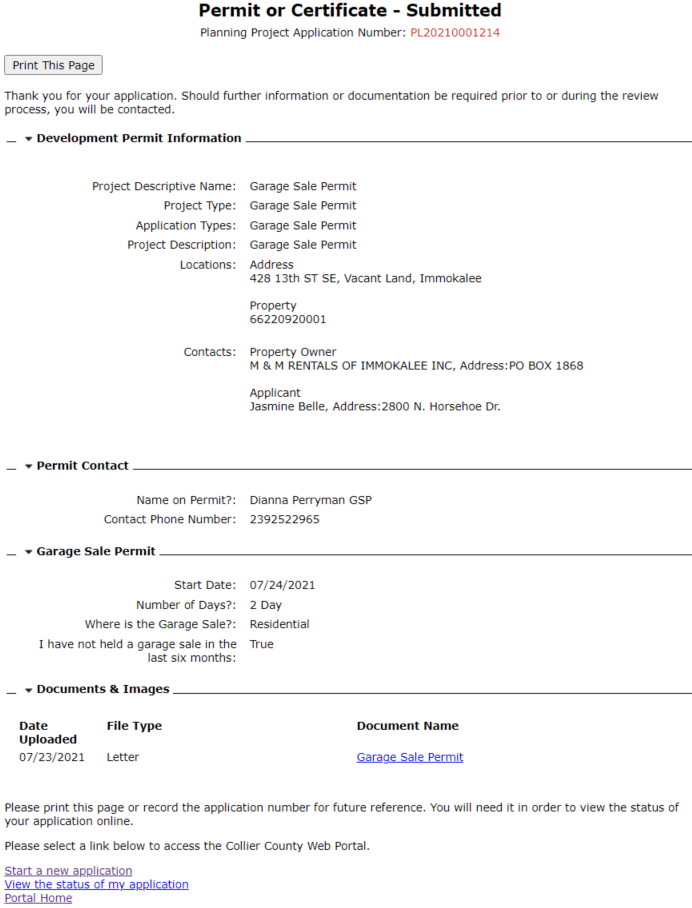 Permit or Certificate - Submitted
Planning Project Application Number: PL20210001214
Print This Page
Thank you for your application. Should further information or documentation be required prior to or during the review
process, you will be contacted.
Development Permit Information
Project Descriptive Name: Garage Sale Permit
Project Type: Garage Sale Permit
Application Types: Garage Sale Permit
Project Description: Garage Sale Permit
Locations: Address
428 13th ST SE, Vacant Land, Immokalee
Property
66220920001
Contacts: Property Owner
M & M RENTALS OF IMMOKALEE INC, Address:PO BOX 1868
Applicant
Jasmine Belle, Address:2800 N. Horsehoe Dr.
Permit Contact
Name on Permit?: Dianna Perryman GSP
Contact Phone Number: 2392522965
Garage Sale Permit
Start Date: 07/24/2021
Number of Days?: 2 Day
Where is the Garage Sale?: Residential
I have not held a garage sale in the True
last six months:
Documents & Images
Date File Type Document Name
Uploaded
07/23/2021 Letter Garage Sale Permit
Please print this page or record the application number for future reference. You will need it in order to view the status of
your application online.
Please select a link below to access the Collier County Web Portal.
Start a new application
View the status of my application
Portal Home